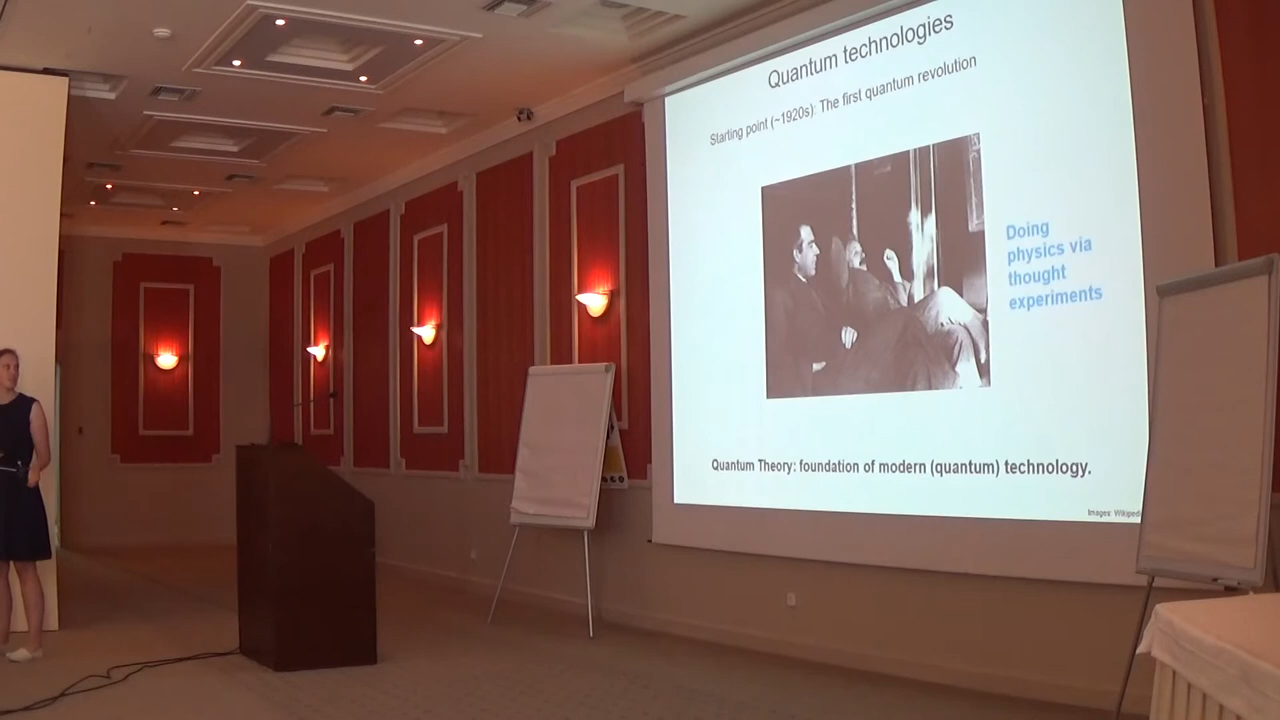 Quantum technologies
Starting point (~1920s): The first quantum revolution
Doing
physics via
thought
experiments
Quantum Theory: foundation of modern (quantum) technology.
Images: Wikipedi